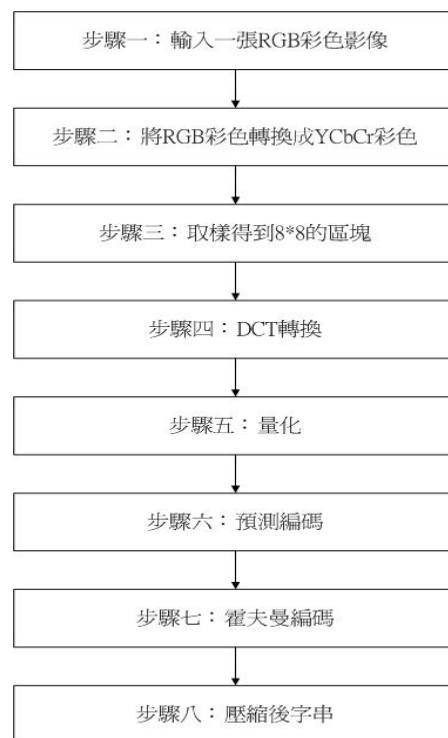 步驟一：輸入一張RGB彩色影像
步驟二：將RGB彩色轉換成YCbCr彩色
步驟三：取樣得到8*8的區塊
步驟四：DCT轉換
步驟五：量化
步驟六：預測編碼
步驟七：霍夫曼編碼
步驟八：壓縮後字串